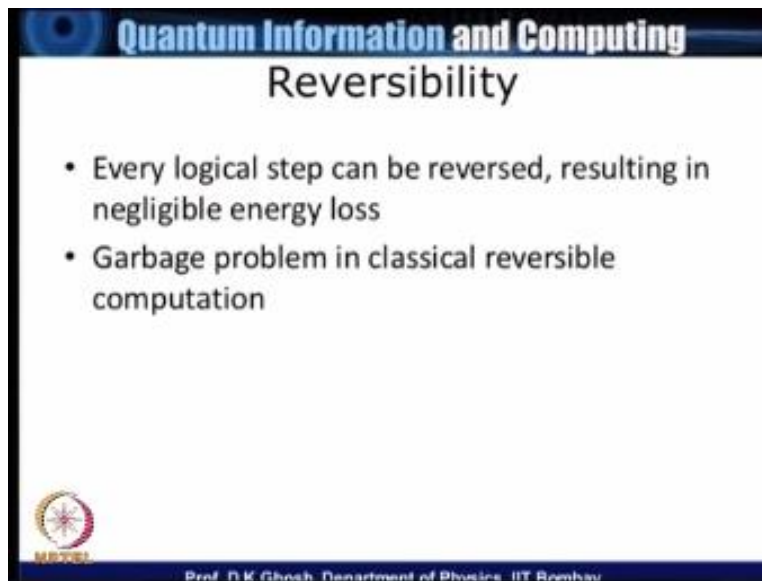 Quantum Information and Computing
Reversibility
• Every logical step can be reversed, resulting in
negligible energy loss
• Garbage problem in classical reversible
computation
NPTEL
Prof. D.K Ghosh, Department of Physics, IIT Bombay